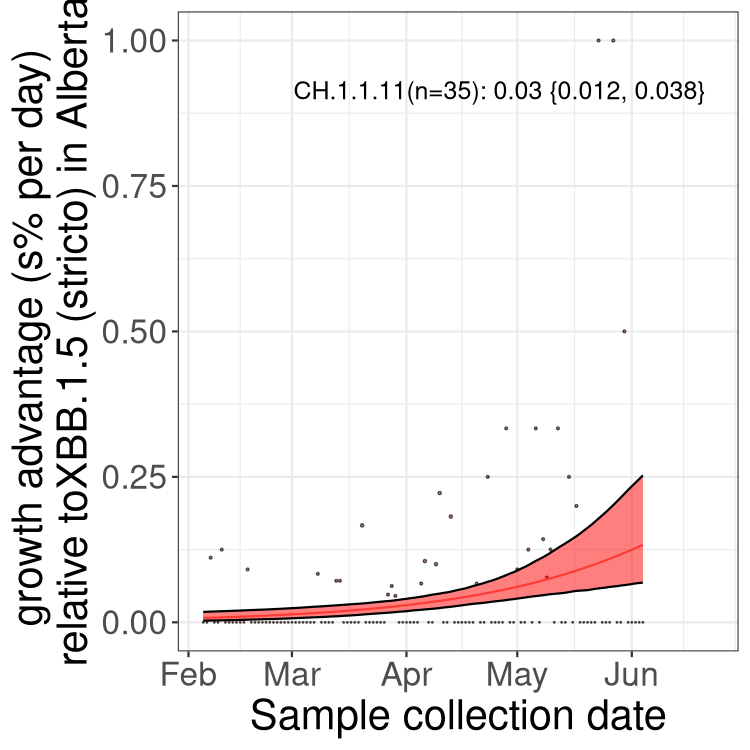 growth advantage (s% per day)
relative toXBB.1.5 (stricto) in Alberta
1.00
0.75
0.50
0.25
0.00
CH.1.1.11(n=35): 0.03 {0.012, 0.038}
Feb Mar Apr May Jun
Sample collection date